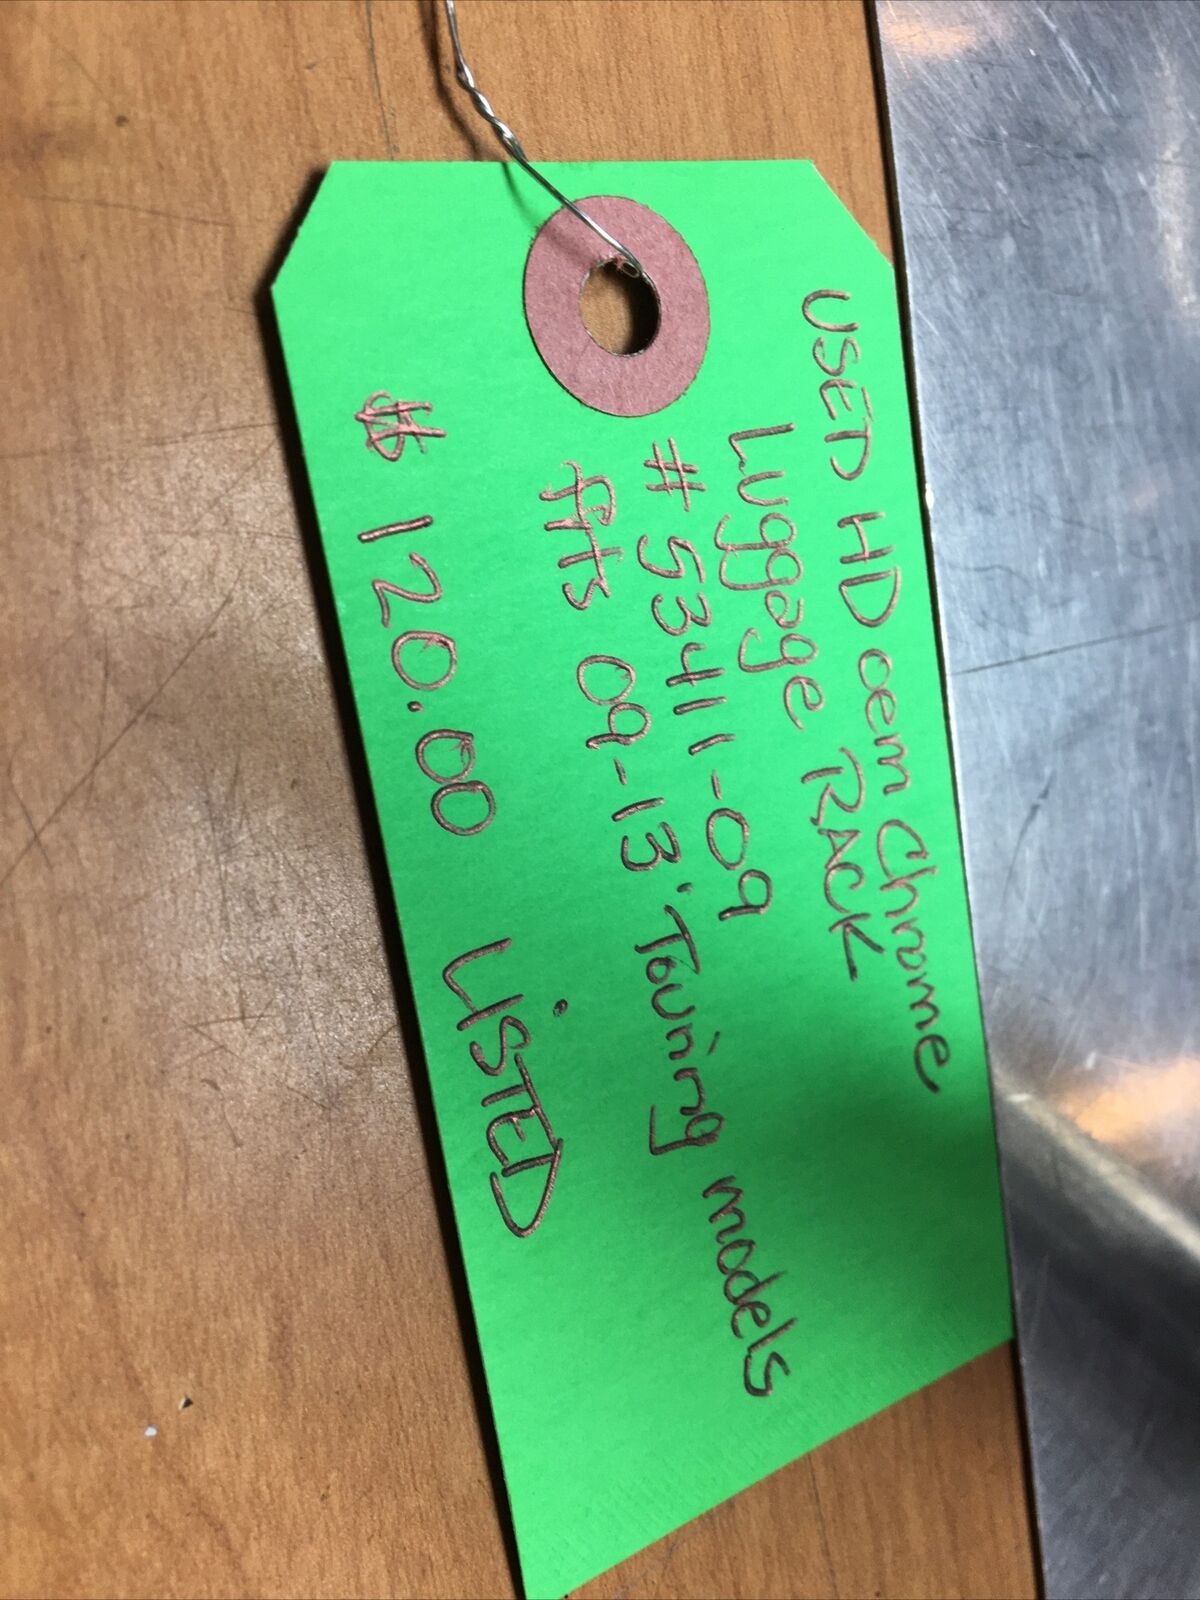 USED HD oem Chrome
Luggage RACK
# 53411-09
fits 09-13' Touring models
$ 120.00 LiSTED